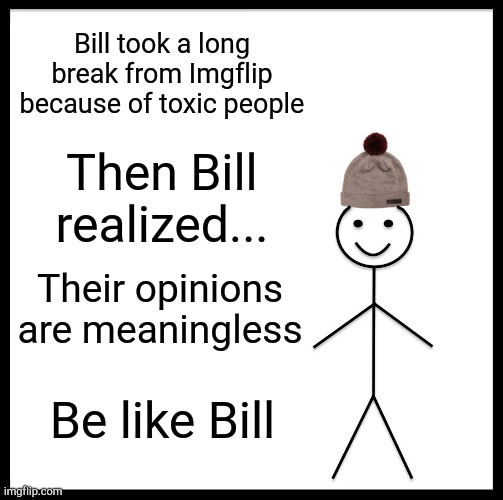 Bill took a long
break from Imgflip
because of toxic people
Then Bill
realized...
Their opinions
are meaningless
Be like Bill
imgflip.com